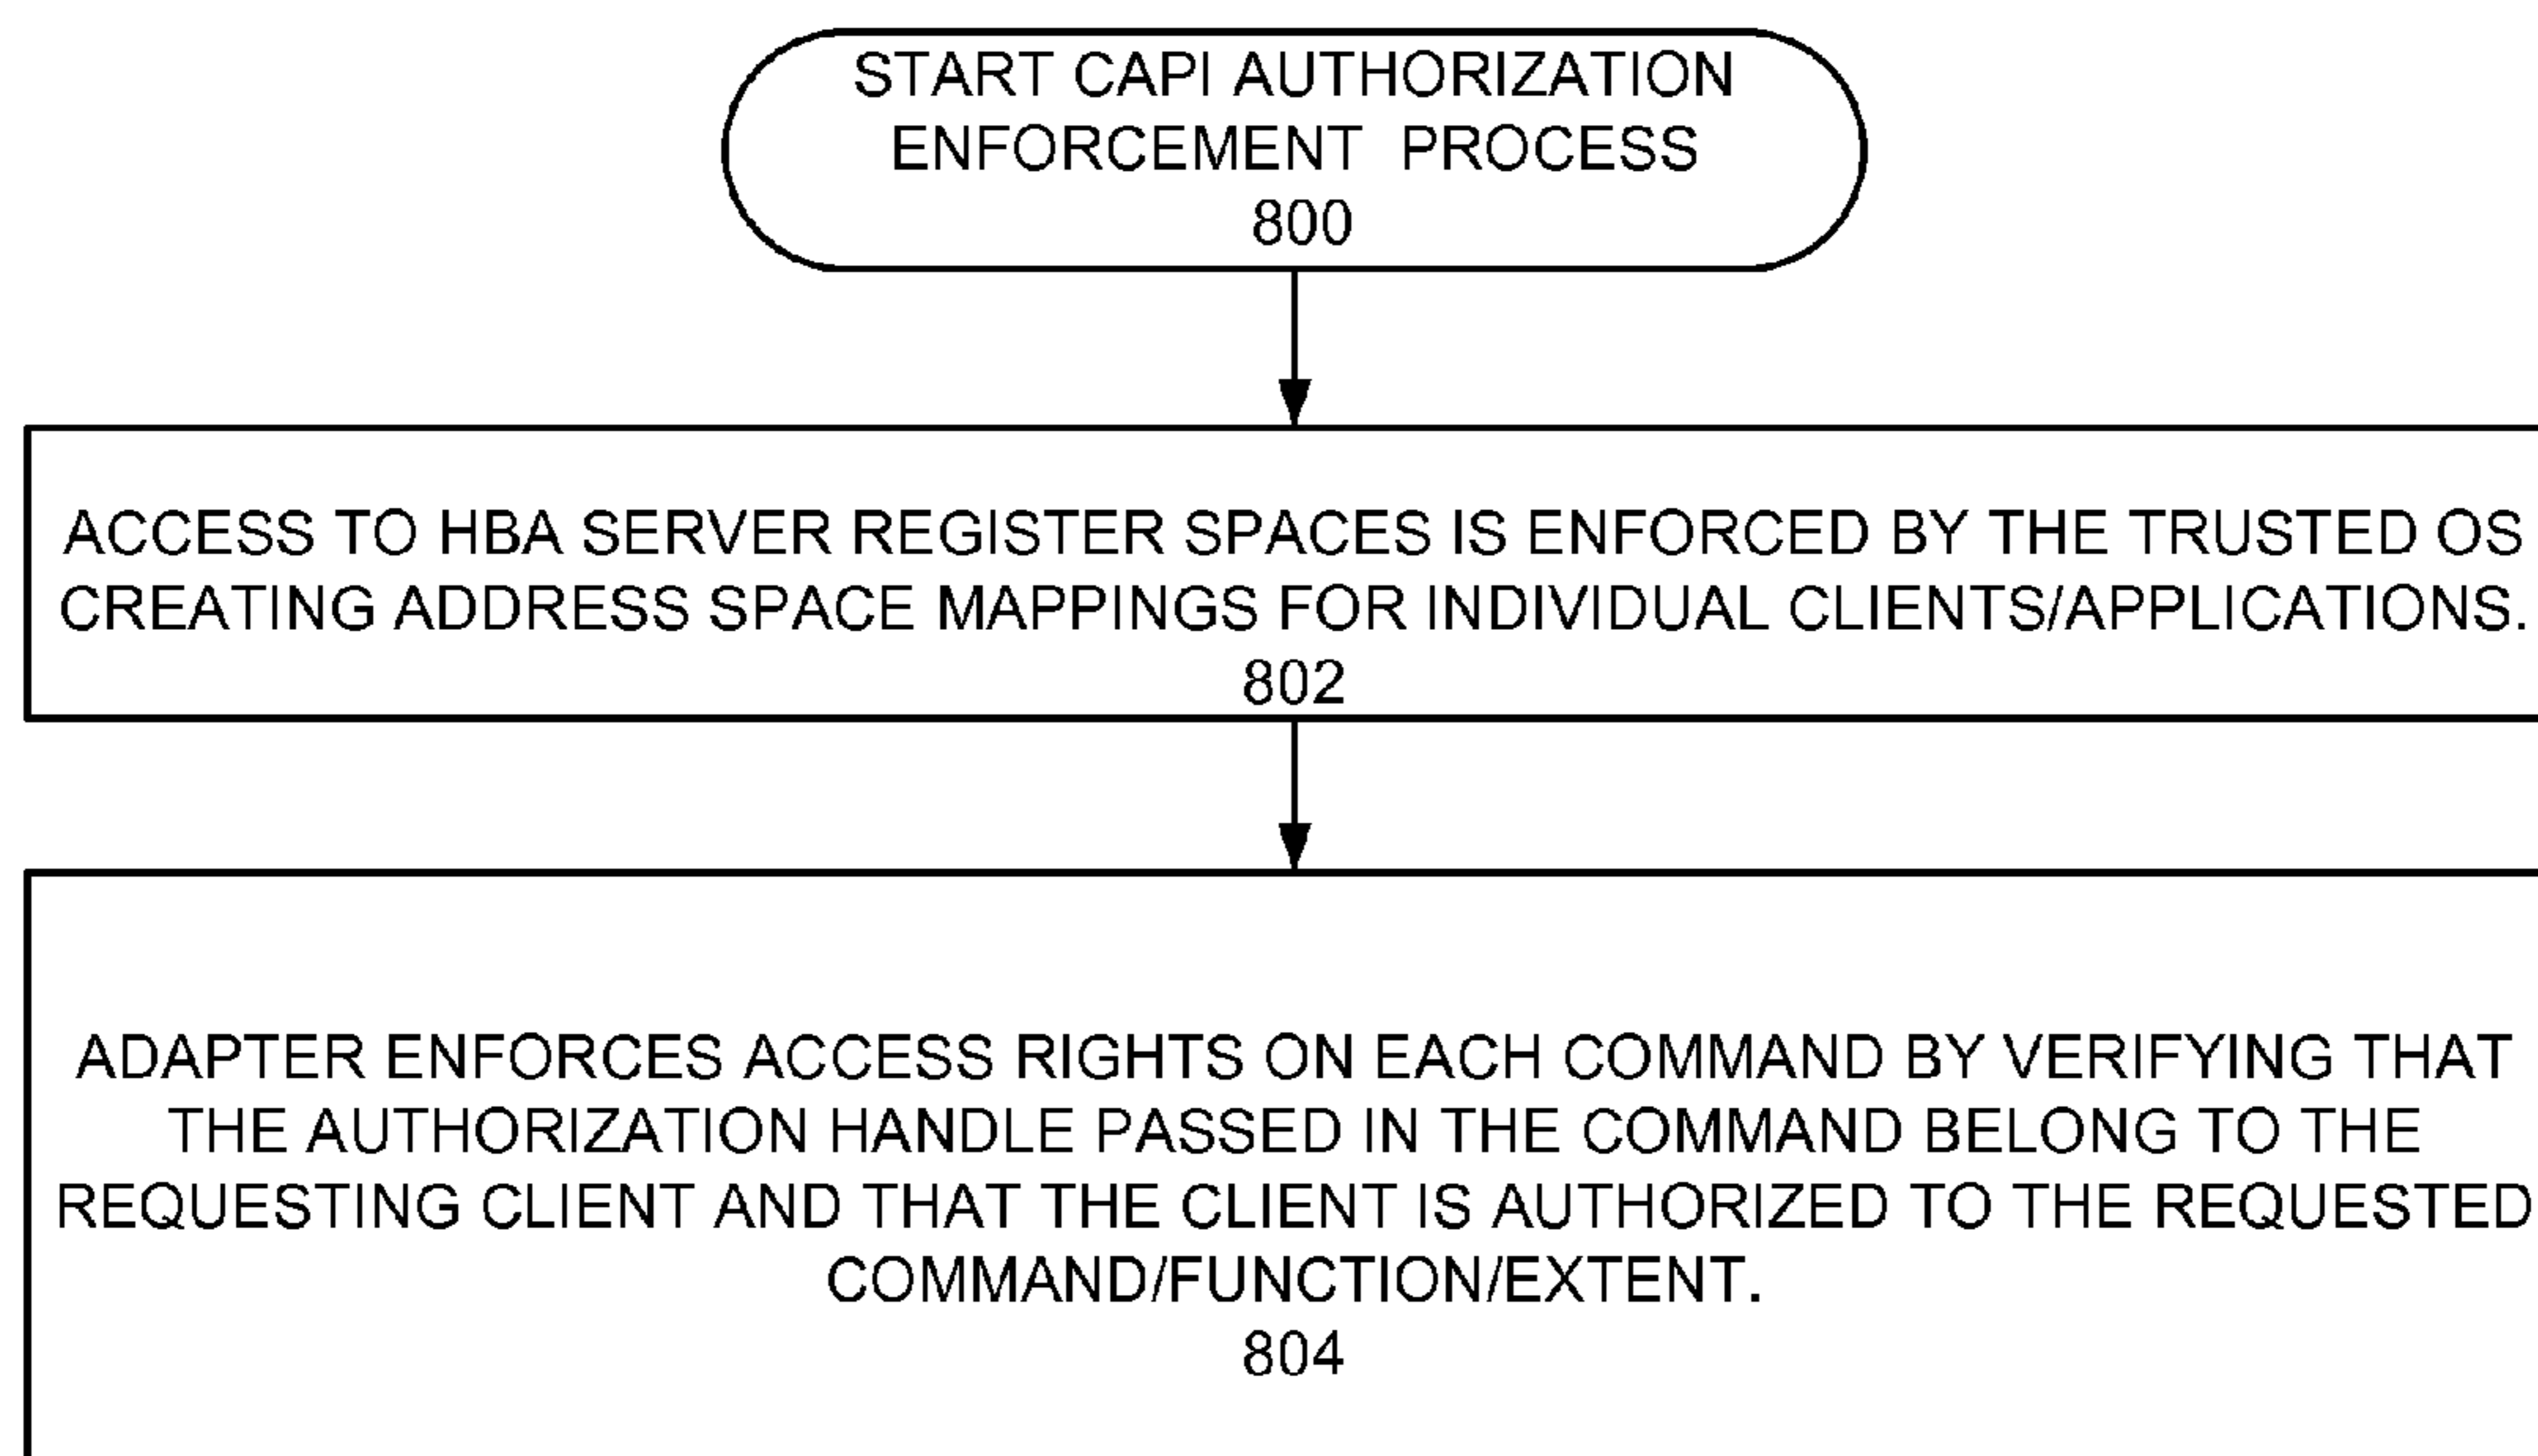 START CAPI AUTHORIZATION
ENFORCEMENT PROCESS
800
ACCESS TO HBA SERVER REGISTER SPACES IS ENFORCED BY THE TRUSTED OS
CREATING ADDRESS SPACE MAPPINGS FOR INDIVIDUAL CLIENTS/APPLICATIONS.
802
ADAPTER ENFORCES ACCESS RIGHTS ON EACH COMMAND BY VERIFYING THAT
THE AUTHORIZATION HANDLE PASSED IN THE COMMAND BELONG TO THE
REQUESTING CLIENT AND THAT THE CLIENT IS AUTHORIZED TO THE REQUESTED
COMMAND/FUNCTION/EXTENT.
804